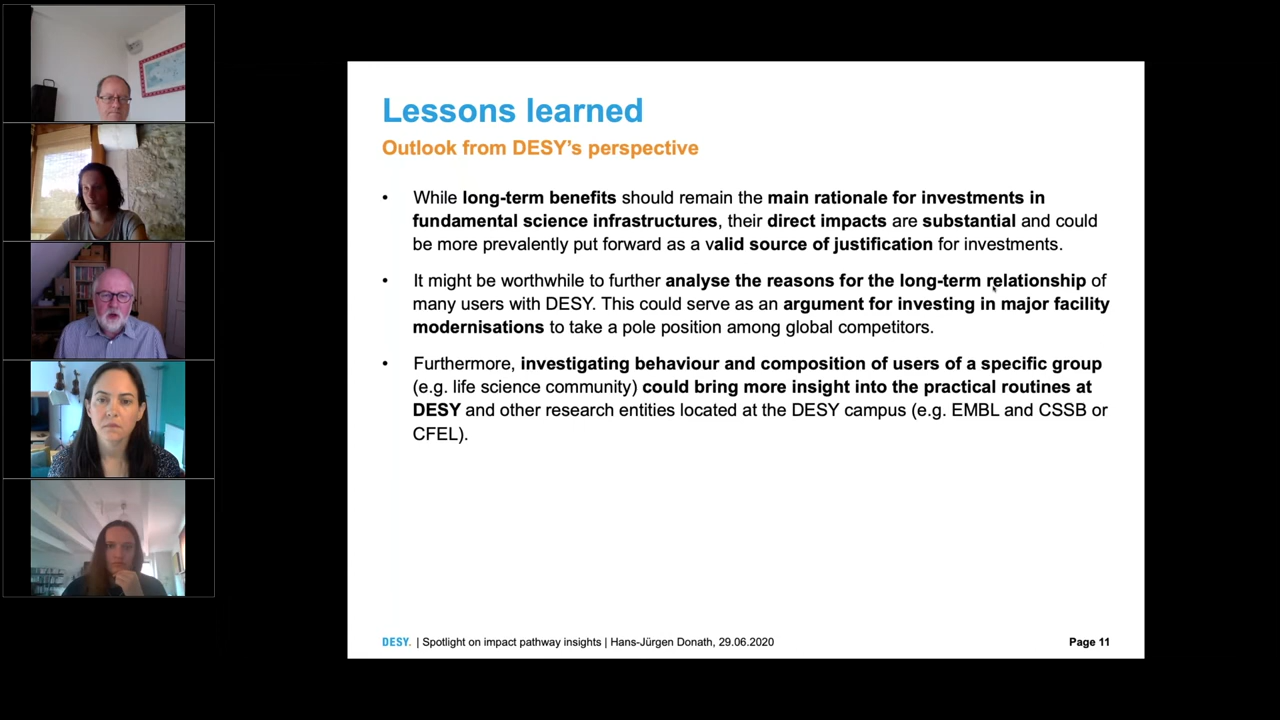 Lessons learned
Outlook from DESY’s perspective
• While long-term benefits should remain the main rationale for investments in
fundamental science infrastructures, their direct impacts are substantial and could
be more prevalently put forward as a valid source of justification for investments.
• It might be worthwhile to further analyse the reasons for the long-term relationship of
many users with DESY. This could serve as an argument for investing in major facility
modernisations to take a pole position among global competitors.
• Furthermore, investigating behaviour and composition of users of a specific group
(e.g. life science community) could bring more insight into the practical routines at
DESY and other research entities located at the DESY campus (e.g. EMBL and CSSB or
CFEL).
DESY. | Spotlight on impact pathway insights | Hans-Jürgen Donath, 29.06.2020 Page 11